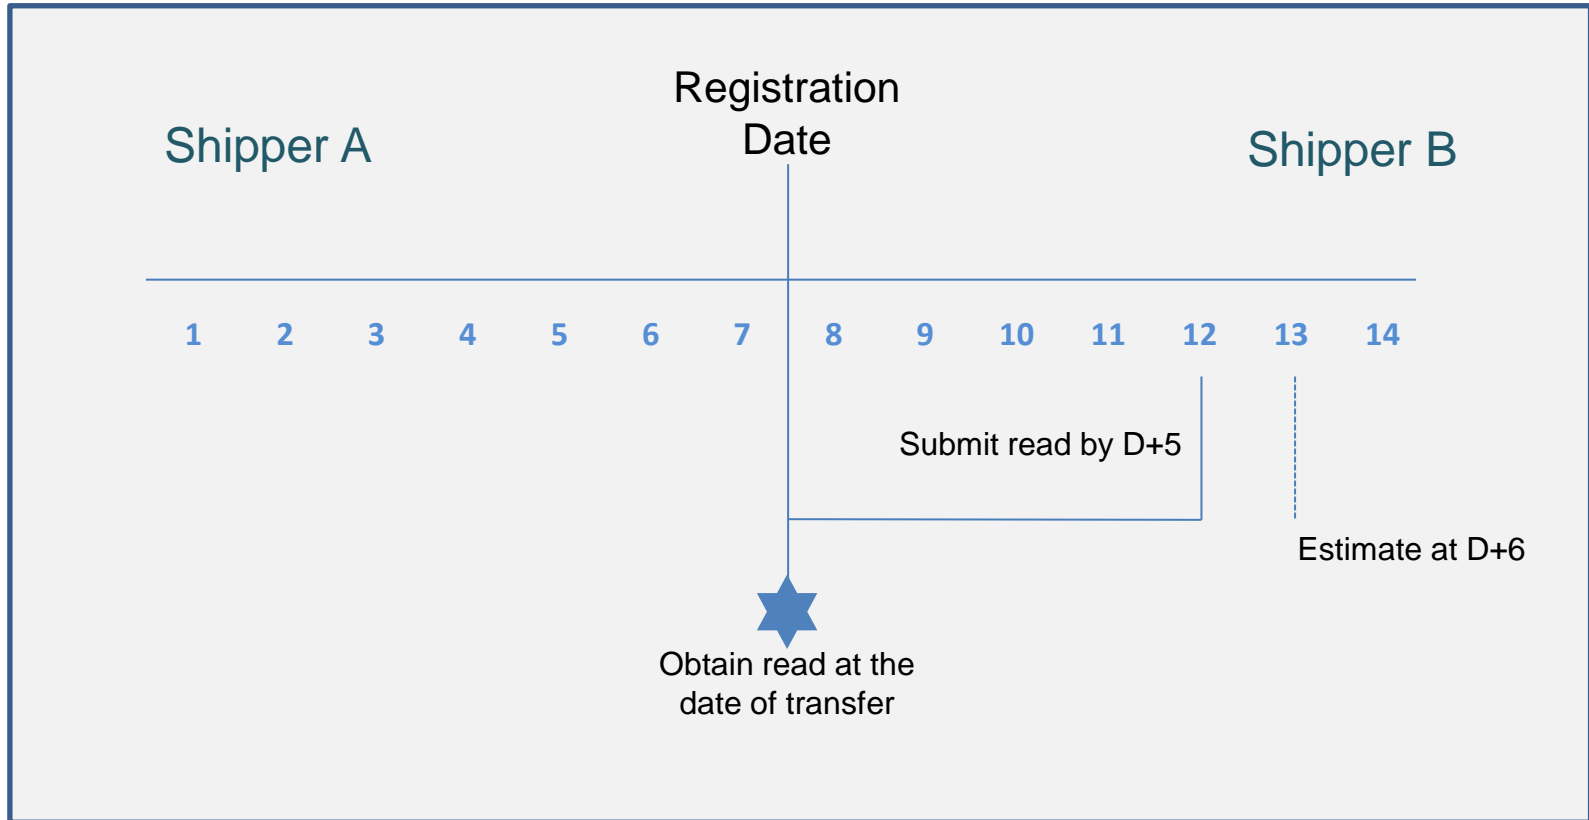 Registration
Date
Shipper A
Shipper B
1 2 3 4 5 6 7 8 9 10 11 12 13 14
Submit read by D+5
Estimate at D+6
Obtain read at the
date of transfer